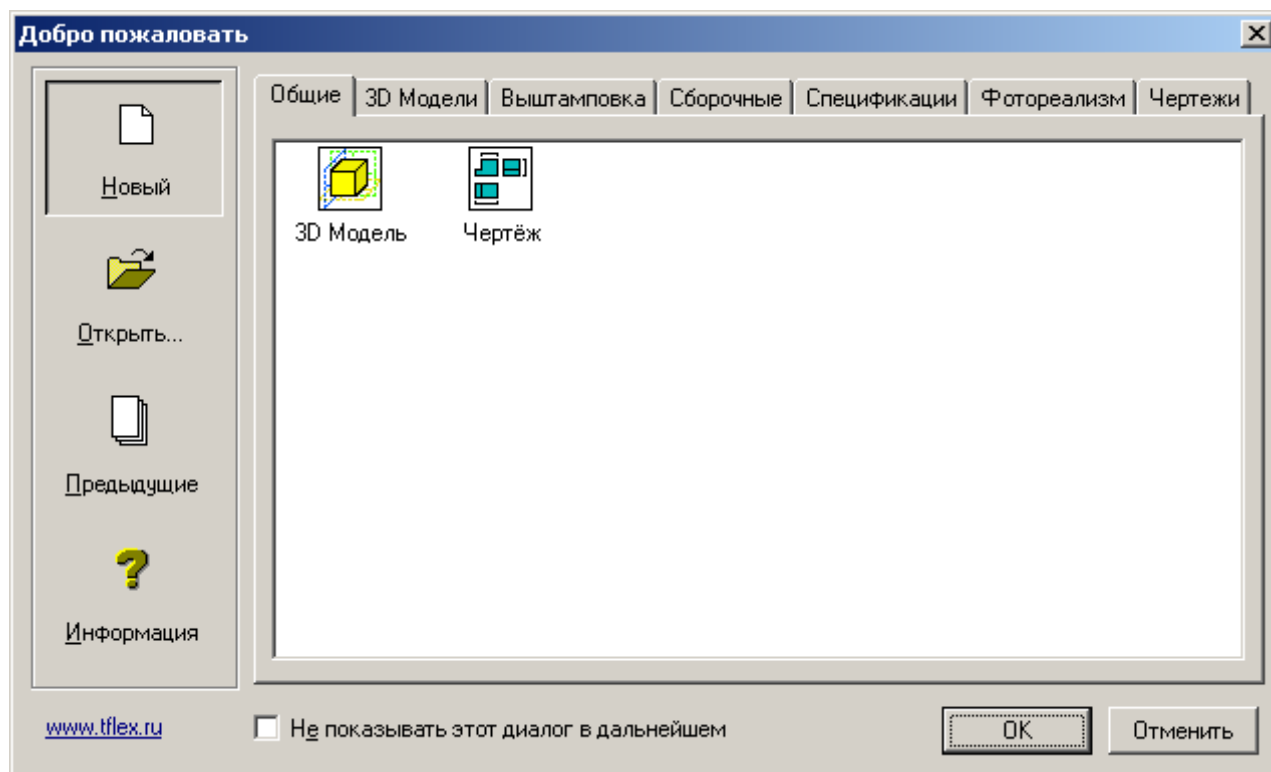 Добро пожаловать
Общие 3D Модели Выштамповка Сборочные Спецификации Фотореализм Чертежи
Новый
Открыть...
Предыдущие
Информация
3D Модель Чертёж
www.tflex.ru
Не показывать этот диалог в дальнейшем
OK Отменить